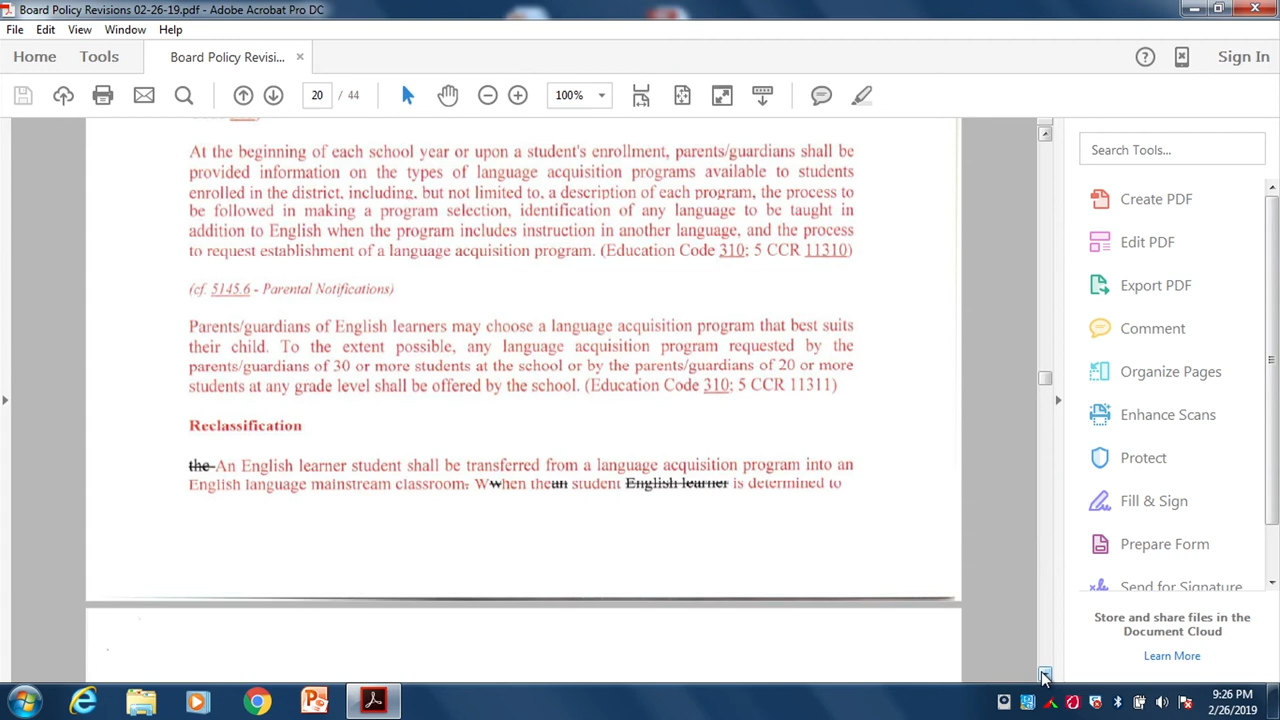 Board Policy Revisions 02-26-19.pdf - Adobe Acrobat Pro DC
File Edit View Window Help
Home Tools Board Policy Revisi... × Sign In
20 / 44 100%
At the beginning of each school year or upon a student's enrollment, parents/guardians shall be
provided information on the types of language acquisition programs available to students
enrolled in the district, including, but not limited to, a description of each program, the process to
be followed in making a program selection, identification of any language to be taught in
addition to English when the program includes instruction in another language, and the process
to request establishment of a language acquisition program. (Education Code 310; 5 CCR 11310)
(cf. 5145.6 - Parental Notifications)
Parents/guardians of English learners may choose a language acquisition program that best suits
their child. To the extent possible, any language acquisition program requested by the
parents/guardians of 30 or more students at the school or by the parents/guardians of 20 or more
students at any grade level shall be offered by the school. (Education Code 310; 5 CCR 11311)
Reclassification
the An English learner student shall be transferred from a language acquisition program into an
English language mainstream classroom. Wwhen thean student English learner is determined to
Search Tools...
Create PDF
Edit PDF
Export PDF
Comment
Organize Pages
Enhance Scans
Protect
Fill & Sign
Prepare Form
Send for Signature
Store and share files in the
Document Cloud
Learn More
9:26 PM
2/26/2019